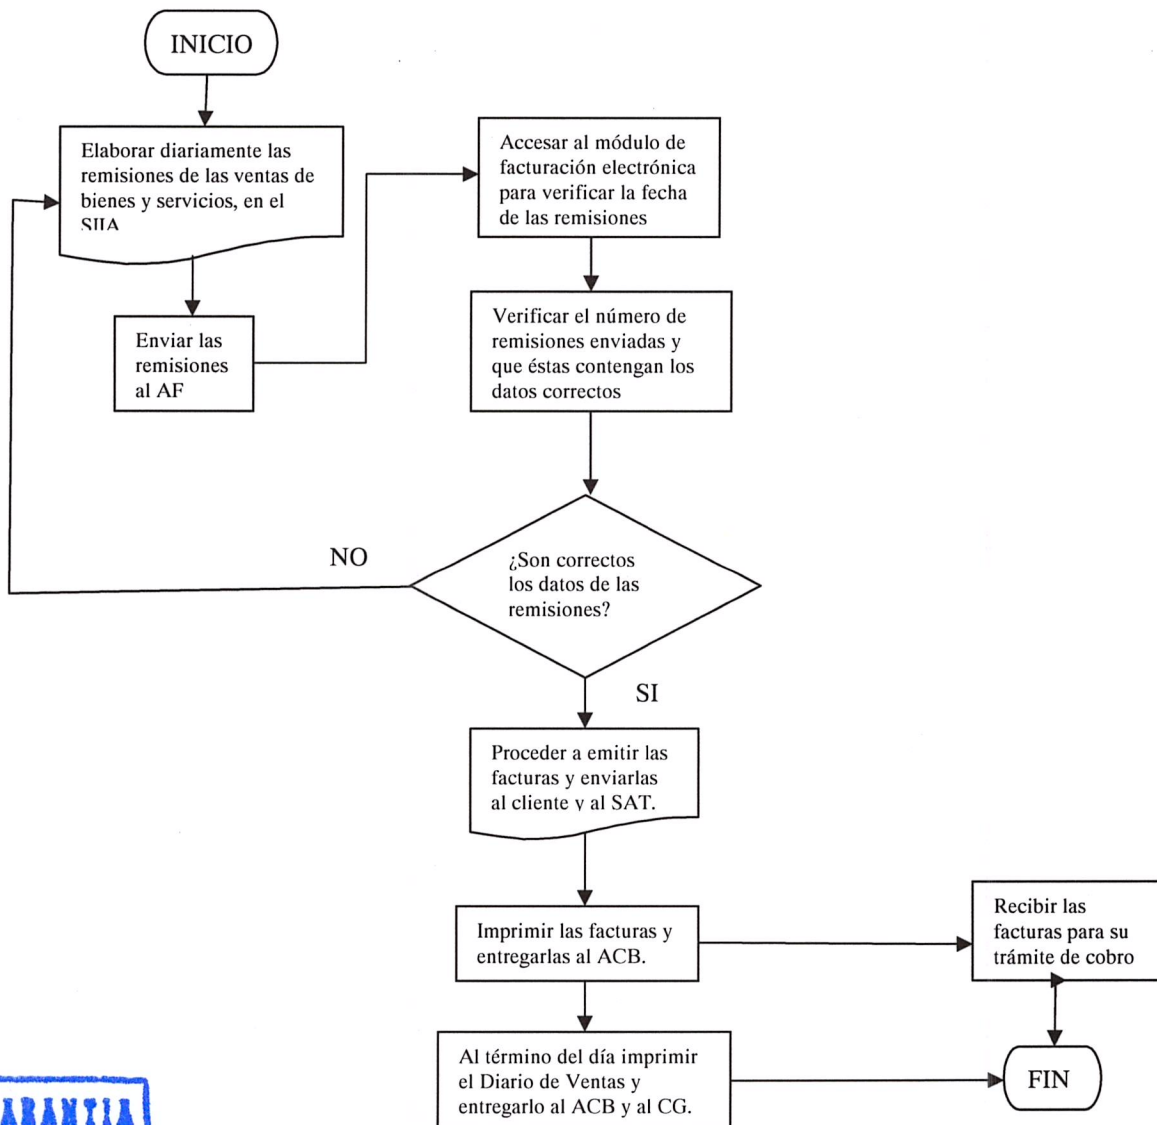 INICIO
Elaborar diariamente las
remisiones de las ventas de
bienes y servicios, en el
SIIA
Enviar las
remisiones
al AF
Accesar al módulo de
facturación electrónica
para verificar la fecha
de las remisiones
Verificar el número de
remisiones enviadas y
que éstas contengan los
datos correctos
¿Son correctos
los datos de las
remisiones?
NO
SI
Proceder a emitir las
facturas y enviarlas
al cliente y al SAT.
Imprimir las facturas y
entregarlas al ACB.
Recibir las
facturas para su
trámite de cobro
Al término del día imprimir
el Diario de Ventas y
entregarlo al ACB y al CG.
FIN
ARANTIA